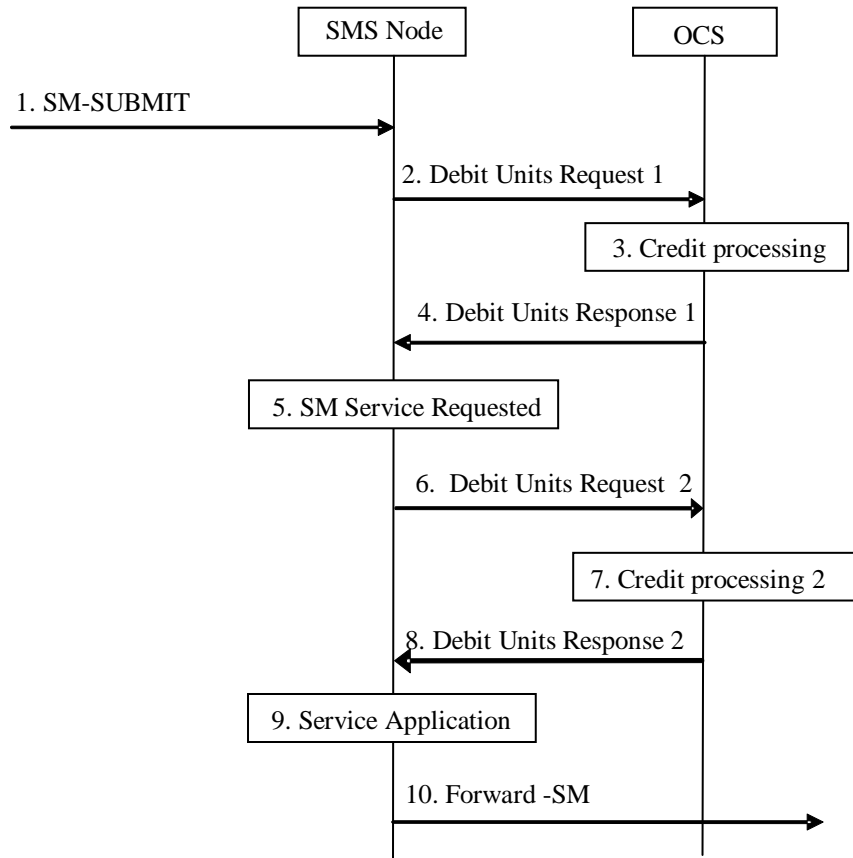 SMS Node
OCS
1. SM-SUBMIT
2. Debit Units Request 1
3. Credit processing
4. Debit Units Response 1
5. SM Service Requested
6. Debit Units Request 2
7. Credit processing 2
8. Debit Units Response 2
9. Service Application
10. Forward -SM